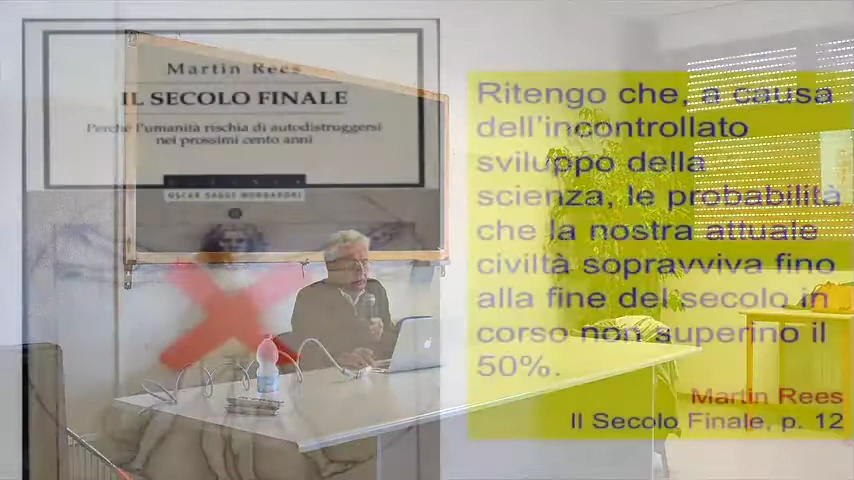 Martin Rees
IL SECOLO FINALE
Perché l'umanità rischia di autodistruggersi
nei prossimi cento anni
OSCAR SAGGI MONDADORI
Ritengo che, a causa
dell'incontrollato
sviluppo della
scienza, le probabilità
che la nostra attuale
civiltà sopravviva fino
alla fine del secolo in
corso non superino il
50%.
Martin Rees
Il Secolo Finale, p. 12